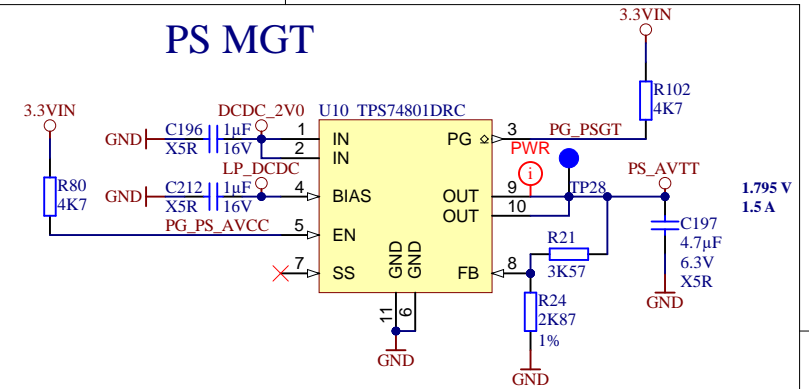 PS MGT
3.3VIN
R102
4K7
3.3VIN
DCDC_2V0
U10 TPS74801DRC
C196 1µF
GND
X5R 16V
1 IN
2 IN
PG 3
PG_PSGT
PWR
i
TP28
PS_AVTT
1.795 V
1.5 A
R80
4K7
LP_DCDC
C212 1µF
GND
X5R 16V
4 BIAS
OUT 9
OUT 10
PG_PS_AVCC
5 EN
C197
4.7µF
6.3V
X5R
GND
R21
3K57
7 SS
GND
GND
FB 8
R24
2K87
1%
GND
11
6
GND